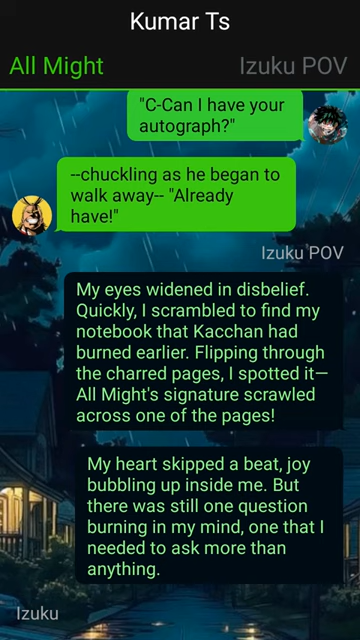 Kumar Ts
All Might
Izuku POV
"C-Can I have your
autograph?"
--chuckling as he began to
walk away-- "Already
have!"
Izuku POV
My eyes widened in disbelief.
Quickly, I scrambled to find my
notebook that Kacchan had
burned earlier. Flipping through
the charred pages, I spotted it—
All Might's signature scrawled
across one of the pages!
My heart skipped a beat, joy
bubbling up inside me. But
there was still one question
burning in my mind, one that I
needed to ask more than
anything.
Izuku